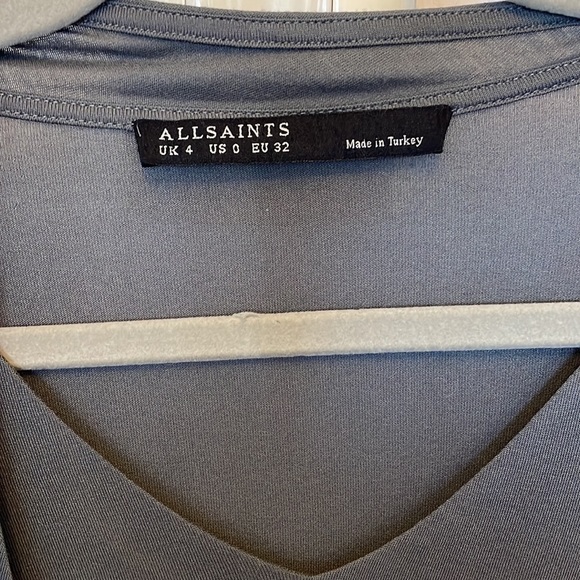 ALLSAINTS
UK 4 US 0 EU 32
Made in Turkey